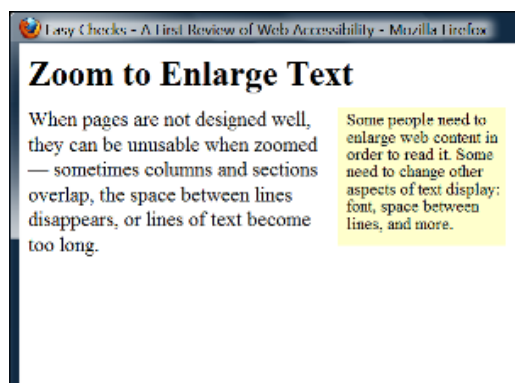 Easy Checks - A First Review of Web Accessibility - Mozilla Firefox
Zoom to Enlarge Text
When pages are not designed well,
they can be unusable when zoomed
— sometimes columns and sections
overlap, the space between lines
disappears, or lines of text become
too long.
Some people need to
enlarge web content in
order to read it. Some
need to change other
aspects of text display:
font, space between
lines, and more.